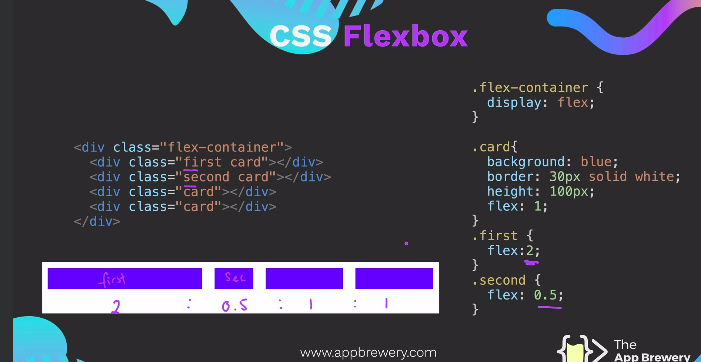 CSS Flexbox
<div class="flex-container">
<div class="first card"></div>
<div class="second card"></div>
<div class="card"></div>
<div class="card"></div>
</div>
.flex-container {
display: flex;
}
.card{
background: blue;
border: 30px solid white;
height: 100px;
flex: 1;
}
.first {
flex:2;
}
.second {
flex: 0.5;
}
first sec
2 : 0.5 : 1 : 1
www.appbrewery.com
The
App Brewery